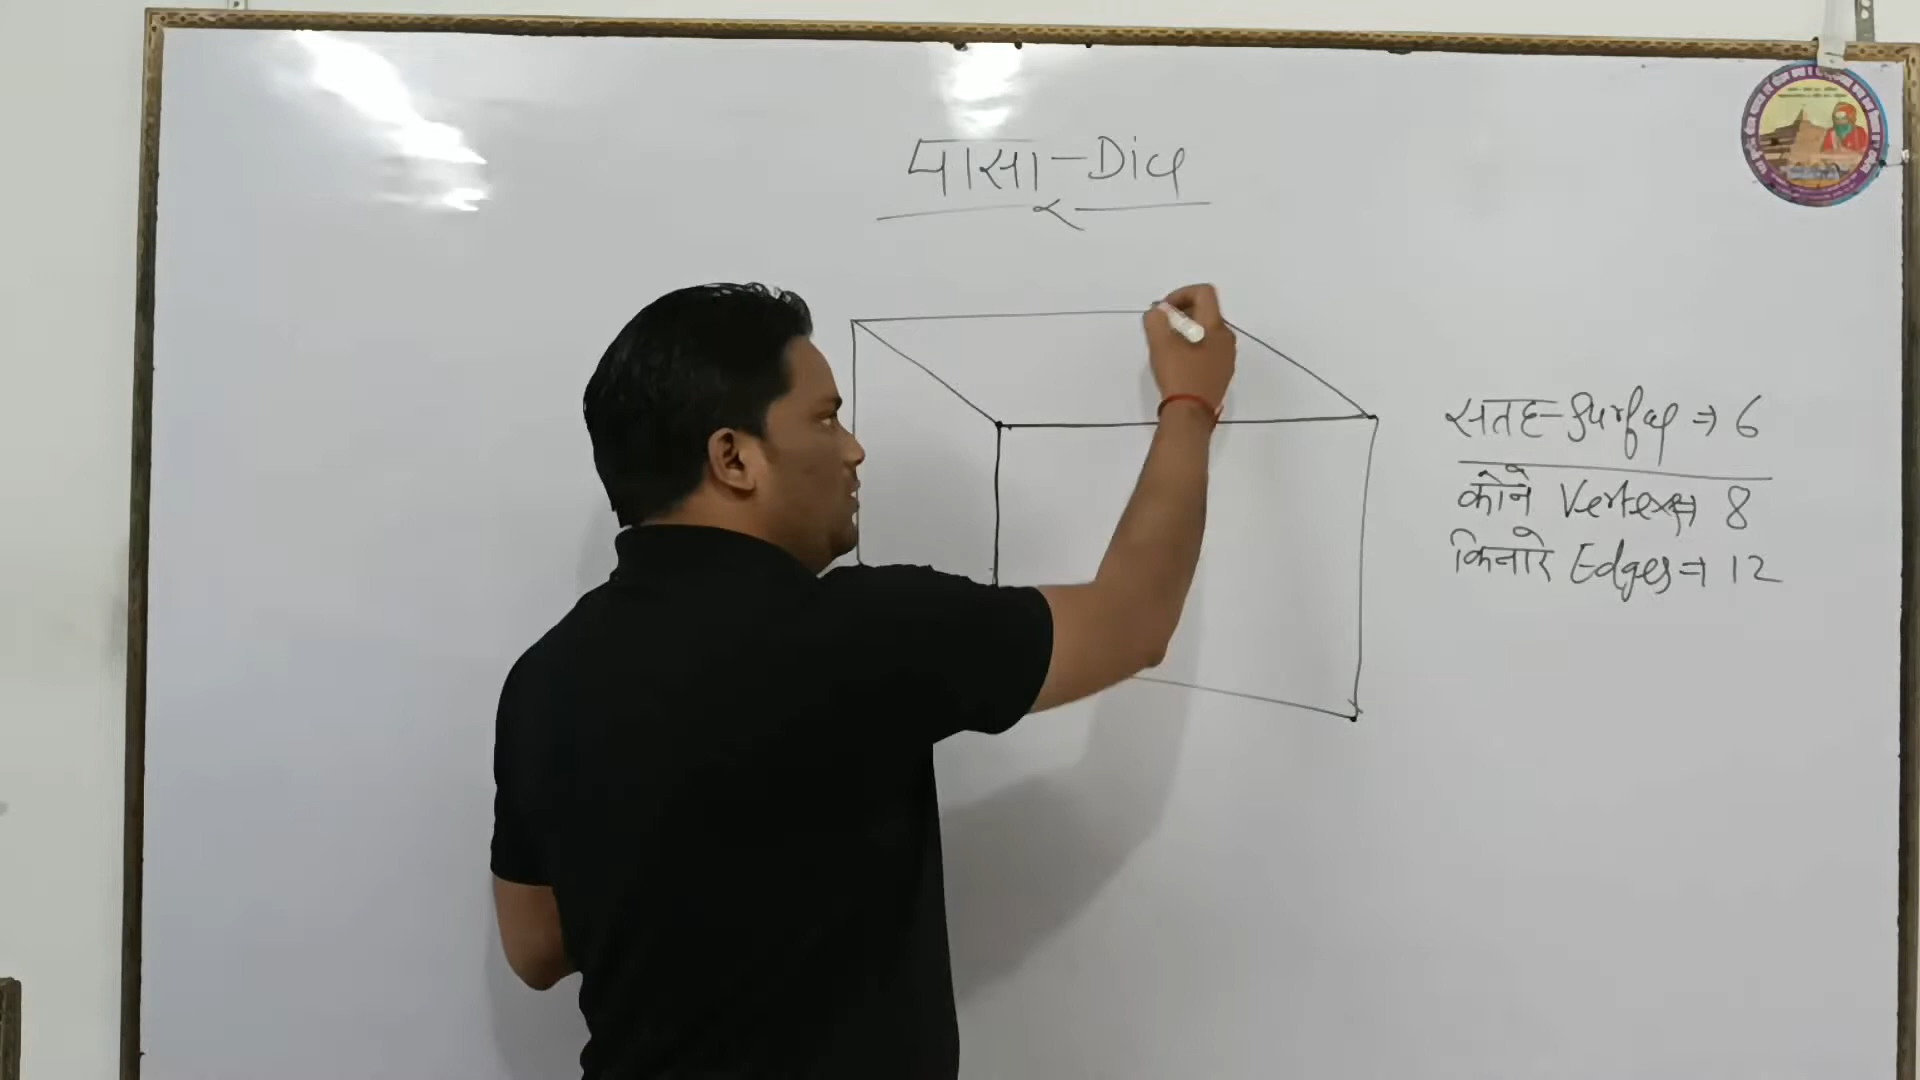 पासा-Dice
सतह-Surface ⇒ 6
कोने Vertex ⇒ 8
किनारे Edges ⇒ 12